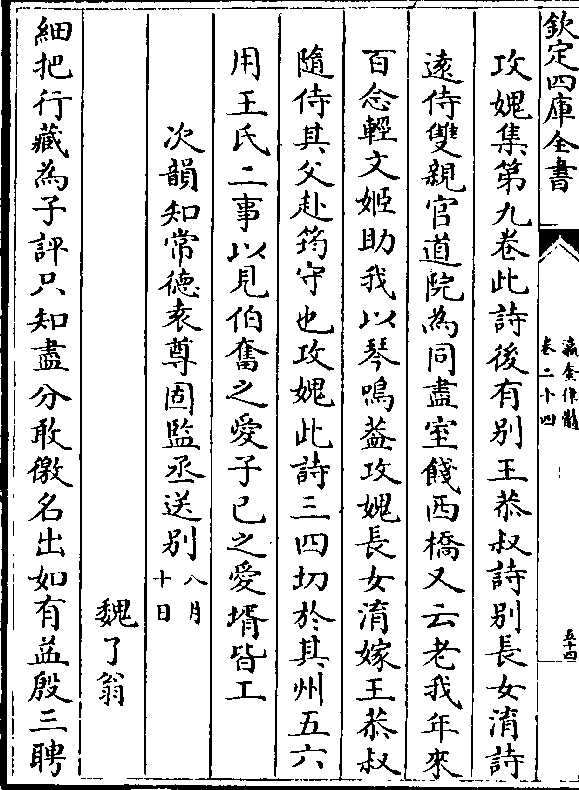 欽定四庫全書
瀛奎律髓
卷二十四
五十四
攻媿集第九卷此詩後有别王恭叔詩别長女淯詩
遠侍雙親官道院為同盡室餞西橋又云老我年來
百念輕文姬助我以琴鳴葢攻媿長女淯嫁王恭叔
隨侍其父赴筠守也攻媿此詩三四切於其州五六
用王氏二事以見伯奮之愛子己之愛壻皆工
次韻知常德袁尊固監丞送别八月十日
魏了翁
細把行藏為子評只知盡分敢徼名出如有益殷三聘